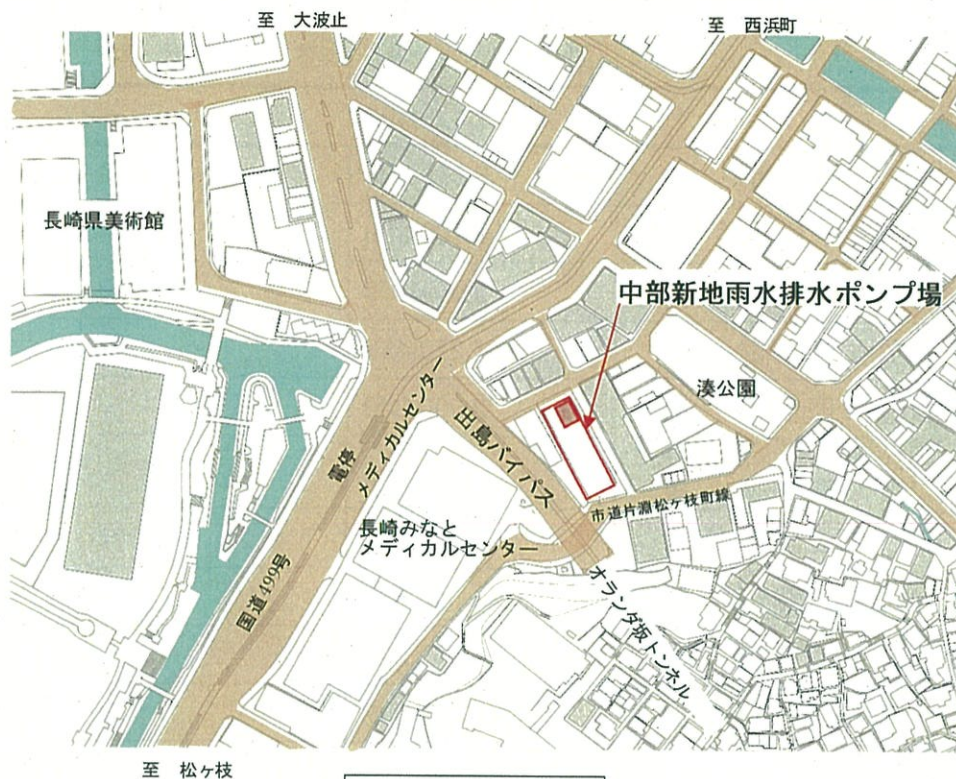 至 大波止
至 西浜町
長崎県美術館
中部新地雨水排水ポンプ場
湊公園
電停
メディカルセンター
出島バイパス
市道片淵松ヶ枝町線
長崎みなと
メディカルセンター
国道499号
オランダ坂トンネル
至 松ヶ枝